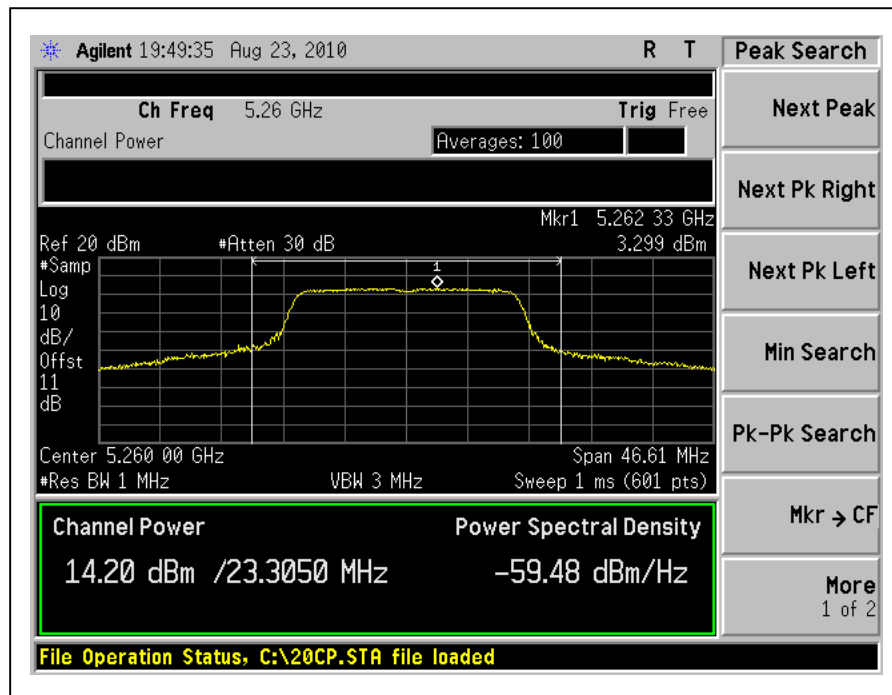 Agilent 19:49:35 Aug 23, 2010 R T
Peak Search
Ch Freq 5.26 GHz Trig Free
Channel Power Averages: 100
Mkr1 5.262 33 GHz
Ref 20 dBm #Atten 30 dB 3.299 dBm
#Samp
Log
10
dB/
Offst
11
dB
1
Center 5.260 00 GHz Span 46.61 MHz
#Res BW 1 MHz VBW 3 MHz Sweep 1 ms (601 pts)
Channel Power Power Spectral Density
14.20 dBm /23.3050 MHz -59.48 dBm/Hz
File Operation Status, C:\20CP.STA file loaded
Next Peak
Next Pk Right
Next Pk Left
Min Search
Pk-Pk Search
Mkr → CF
More
1 of 2